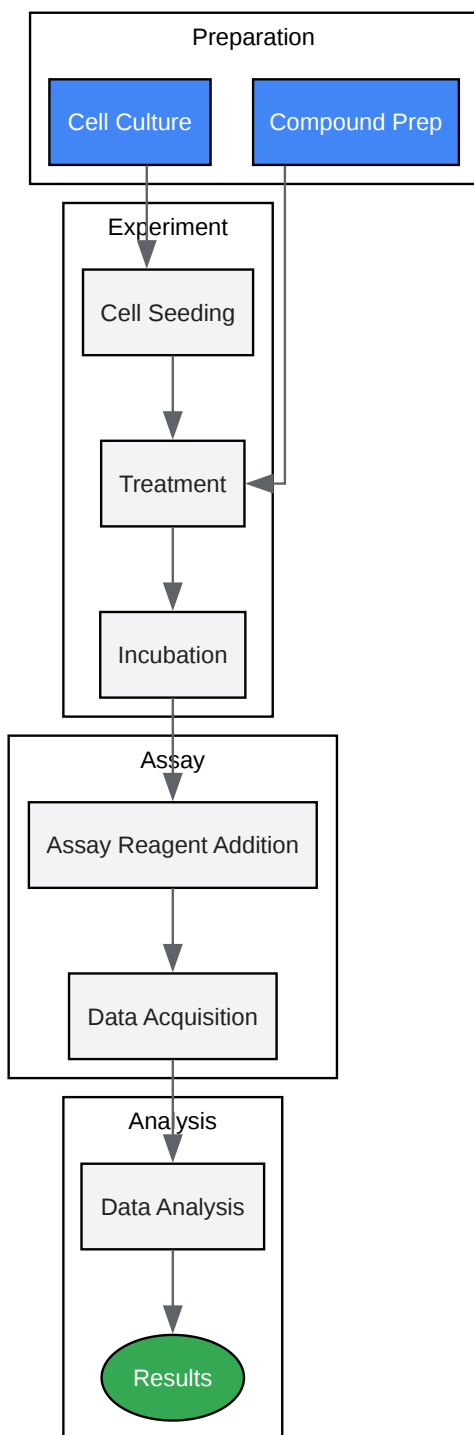 Preparation
Cell Culture
Compound Prep
Experiment
Cell Seeding
Treatment
Incubation
Assay
Assay Reagent Addition
Data Acquisition
Analysis
Data Analysis
Results